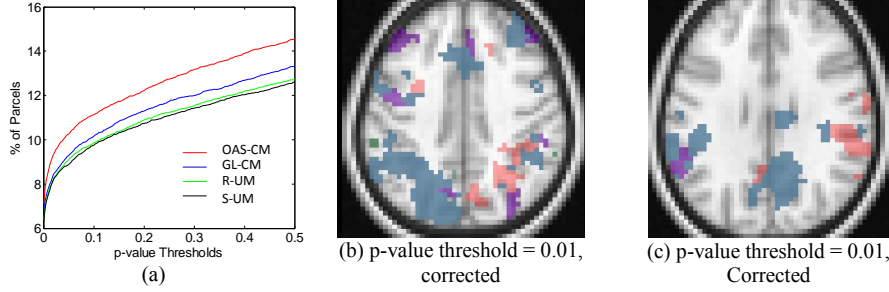 16
14
12
10
8
6
% of Parcels
OAS-CM
GL-CM
R-UM
S-UM
0 0.1 0.2 0.3 0.4 0.5
p-value Thresholds
(a)
(b) p-value threshold = 0.01,
corrected
(c) p-value threshold = 0.01,
Corrected